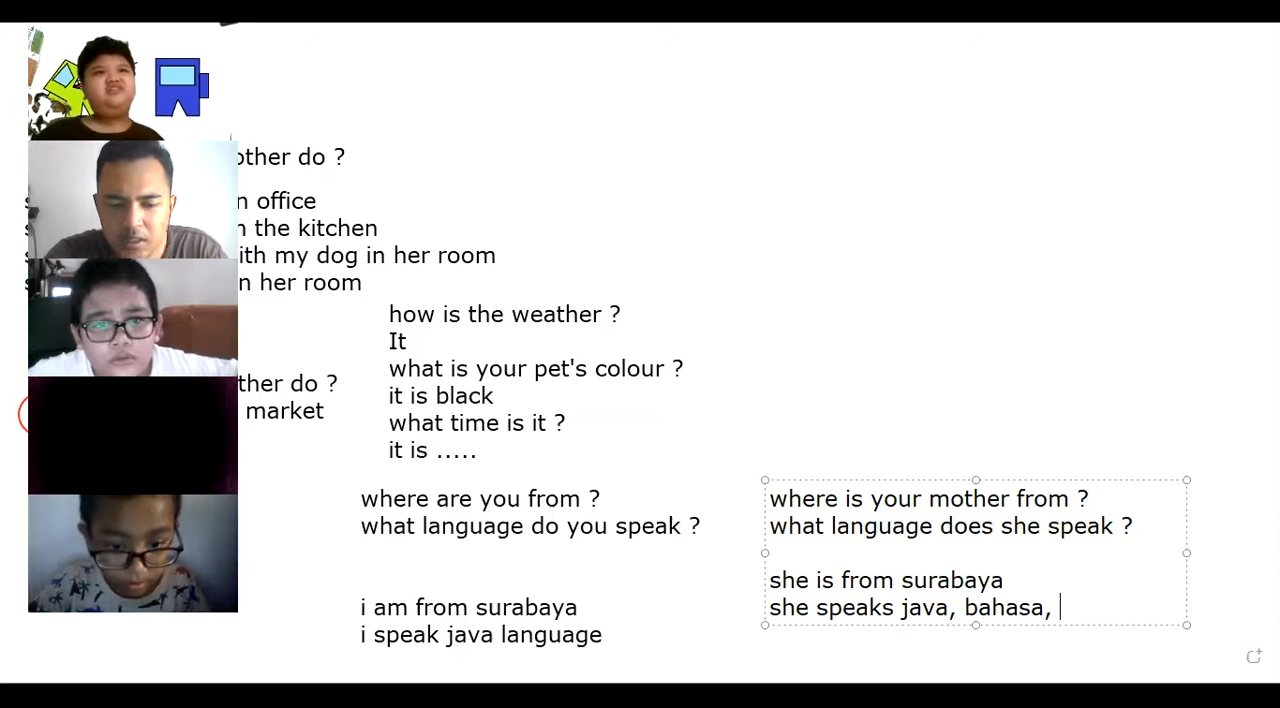 other do ?
n office
n the kitchen
ith my dog in her room
n her room
how is the weather ?
It
what is your pet's colour ?
it is black
what time is it ?
it is .....
ther do ?
market
where are you from ?
what language do you speak ?
i am from surabaya
i speak java language
where is your mother from ?
what language does she speak ?
she is from surabaya
she speaks java, bahasa,